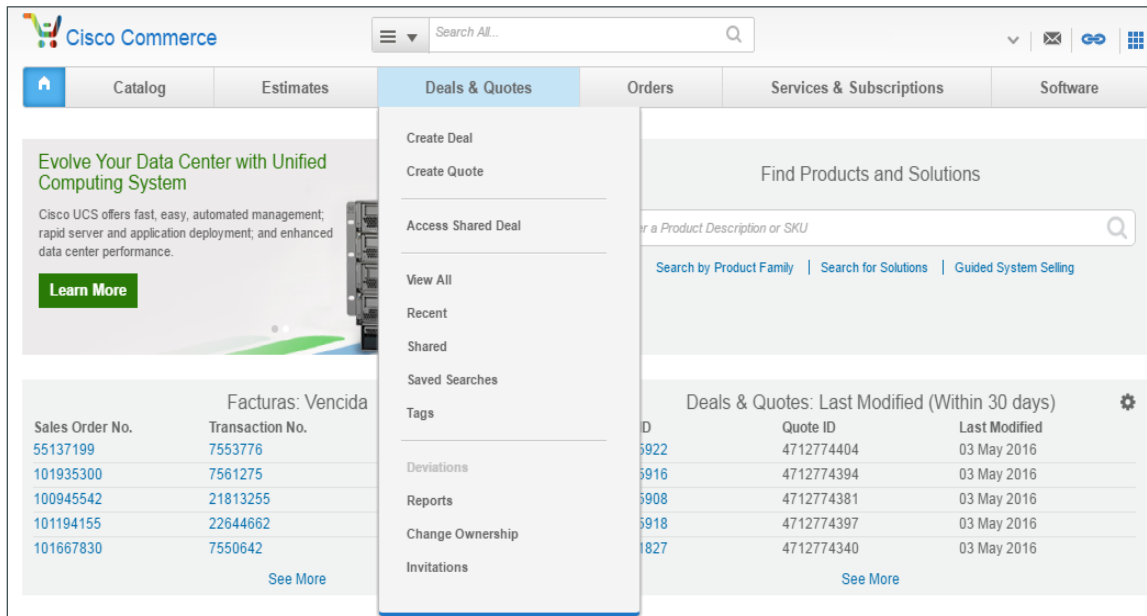 Cisco Commerce
Search All...
Catalog Estimates Deals & Quotes Orders Services & Subscriptions Software
Evolve Your Data Center with Unified
Computing System
Cisco UCS offers fast, easy, automated management;
rapid server and application deployment; and enhanced
data center performance.
Learn More
Create Deal
Create Quote
Access Shared Deal
View All
Recent
Shared
Saved Searches
Tags
Deviations
Reports
Change Ownership
Invitations
Find Products and Solutions
a Product Description or SKU
Search by Product Family | Search for Solutions | Guided System Selling
Facturas: Vencida
Sales Order No. Transaction No.
55137199 7553776
101935300 7561275
100945542 21813255
101194155 22644662
101667830 7550642
See More
Deals & Quotes: Last Modified (Within 30 days)
ID Quote ID Last Modified
5922 4712774404 03 May 2016
5916 4712774394 03 May 2016
5908 4712774381 03 May 2016
5918 4712774397 03 May 2016
1827 4712774340 03 May 2016
See More